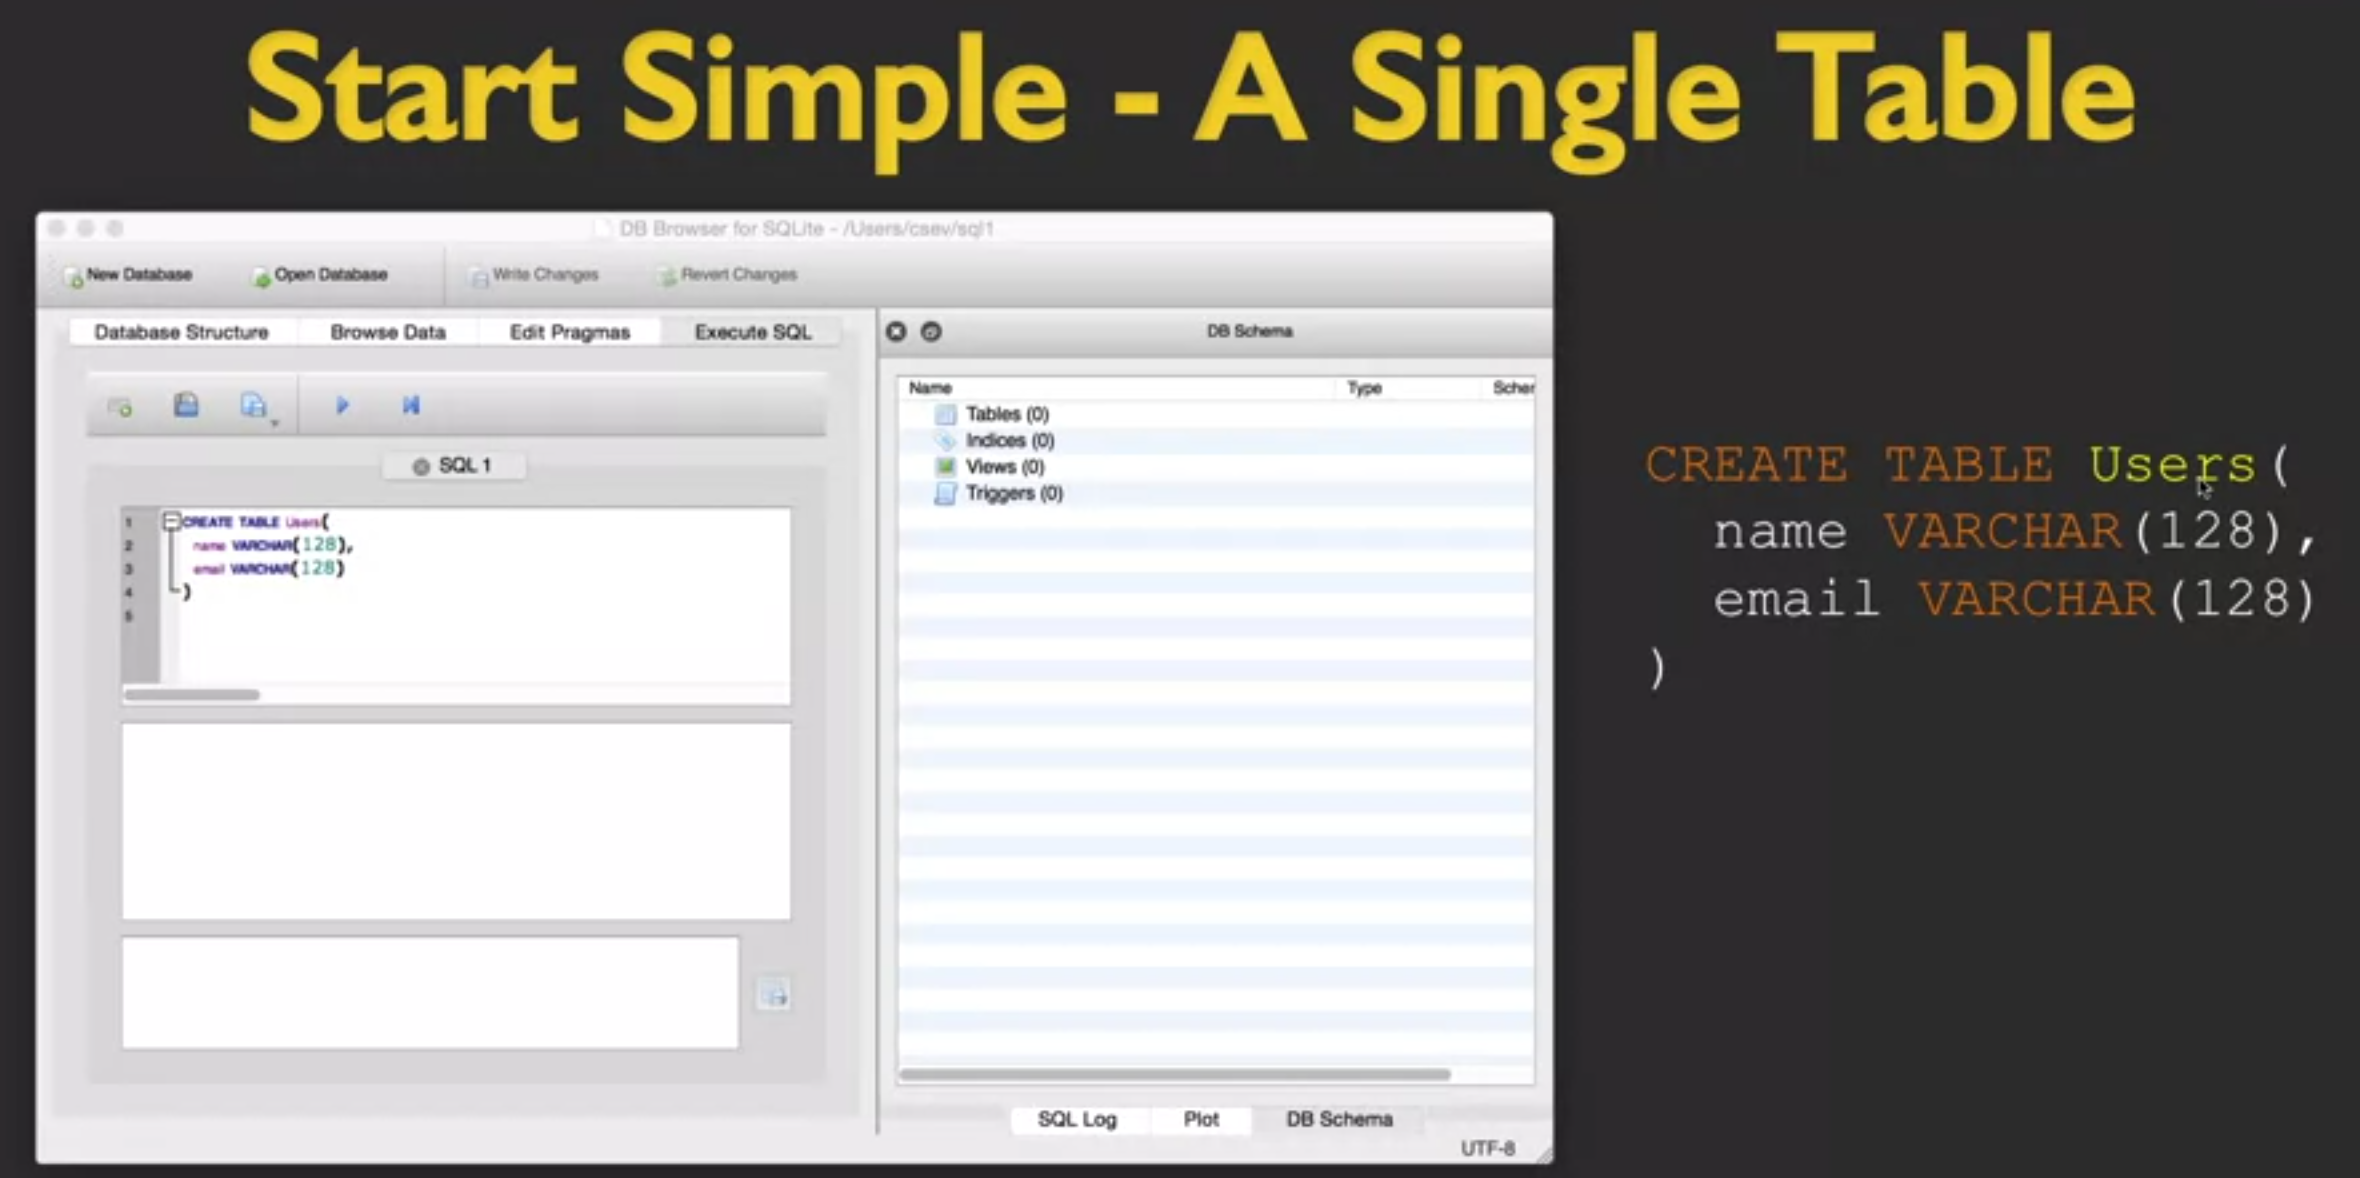 Start Simple - A Single Table
DB Browser for SQLite - /Users/csev/sql1
New Database Open Database Write Changes Revert Changes
Database Structure Browse Data Edit Pragmas Execute SQL
SQL 1
1 CREATE TABLE Users(
2 name VARCHAR(128),
3 email VARCHAR(128)
4 )
5
DB Schema
Name Type Schem
Tables (0)
Indices (0)
Views (0)
Triggers (0)
SQL Log Plot DB Schema
UTF-8
CREATE TABLE Users(
name VARCHAR(128),
email VARCHAR(128)
)